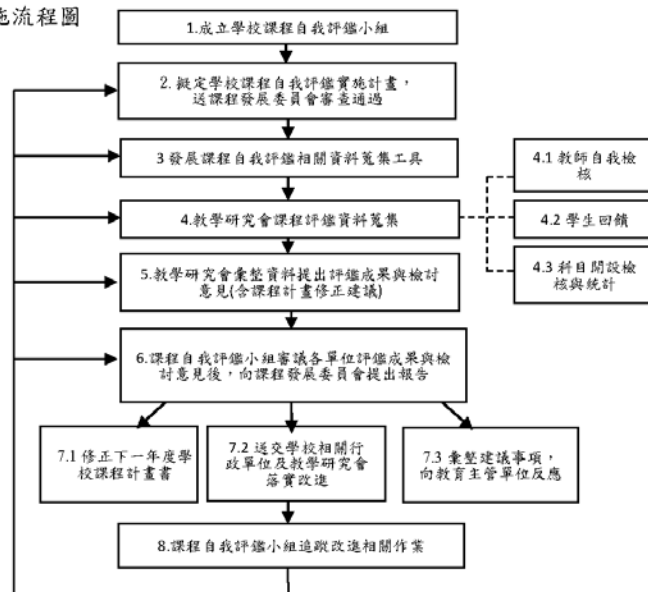 施流程圖
1.成立學校課程自我評鑑小組
2. 擬定學校課程自我評鑑實施計畫，
送課程發展委員會審查通過
3 發展課程自我評鑑相關資料蒐集工具
4.教學研究會課程評鑑資料蒐集
4.1 教師自我檢
核
4.2 學生回饋
4.3 科目開設檢
核與統計
5.教學研究會彙整資料提出評鑑成果與檢討
意見(含課程計畫修正建議)
6.課程自我評鑑小組審議各單位評鑑成果與檢
討意見後，向課程發展委員會提出報告
7.1 修正下一年度學
校課程計畫書
7.2 送交學校相關行
政單位及教學研究會
落實改進
7.3 彙整建議事項，
向教育主管單位反應
8.課程自我評鑑小組追蹤改進相關作業